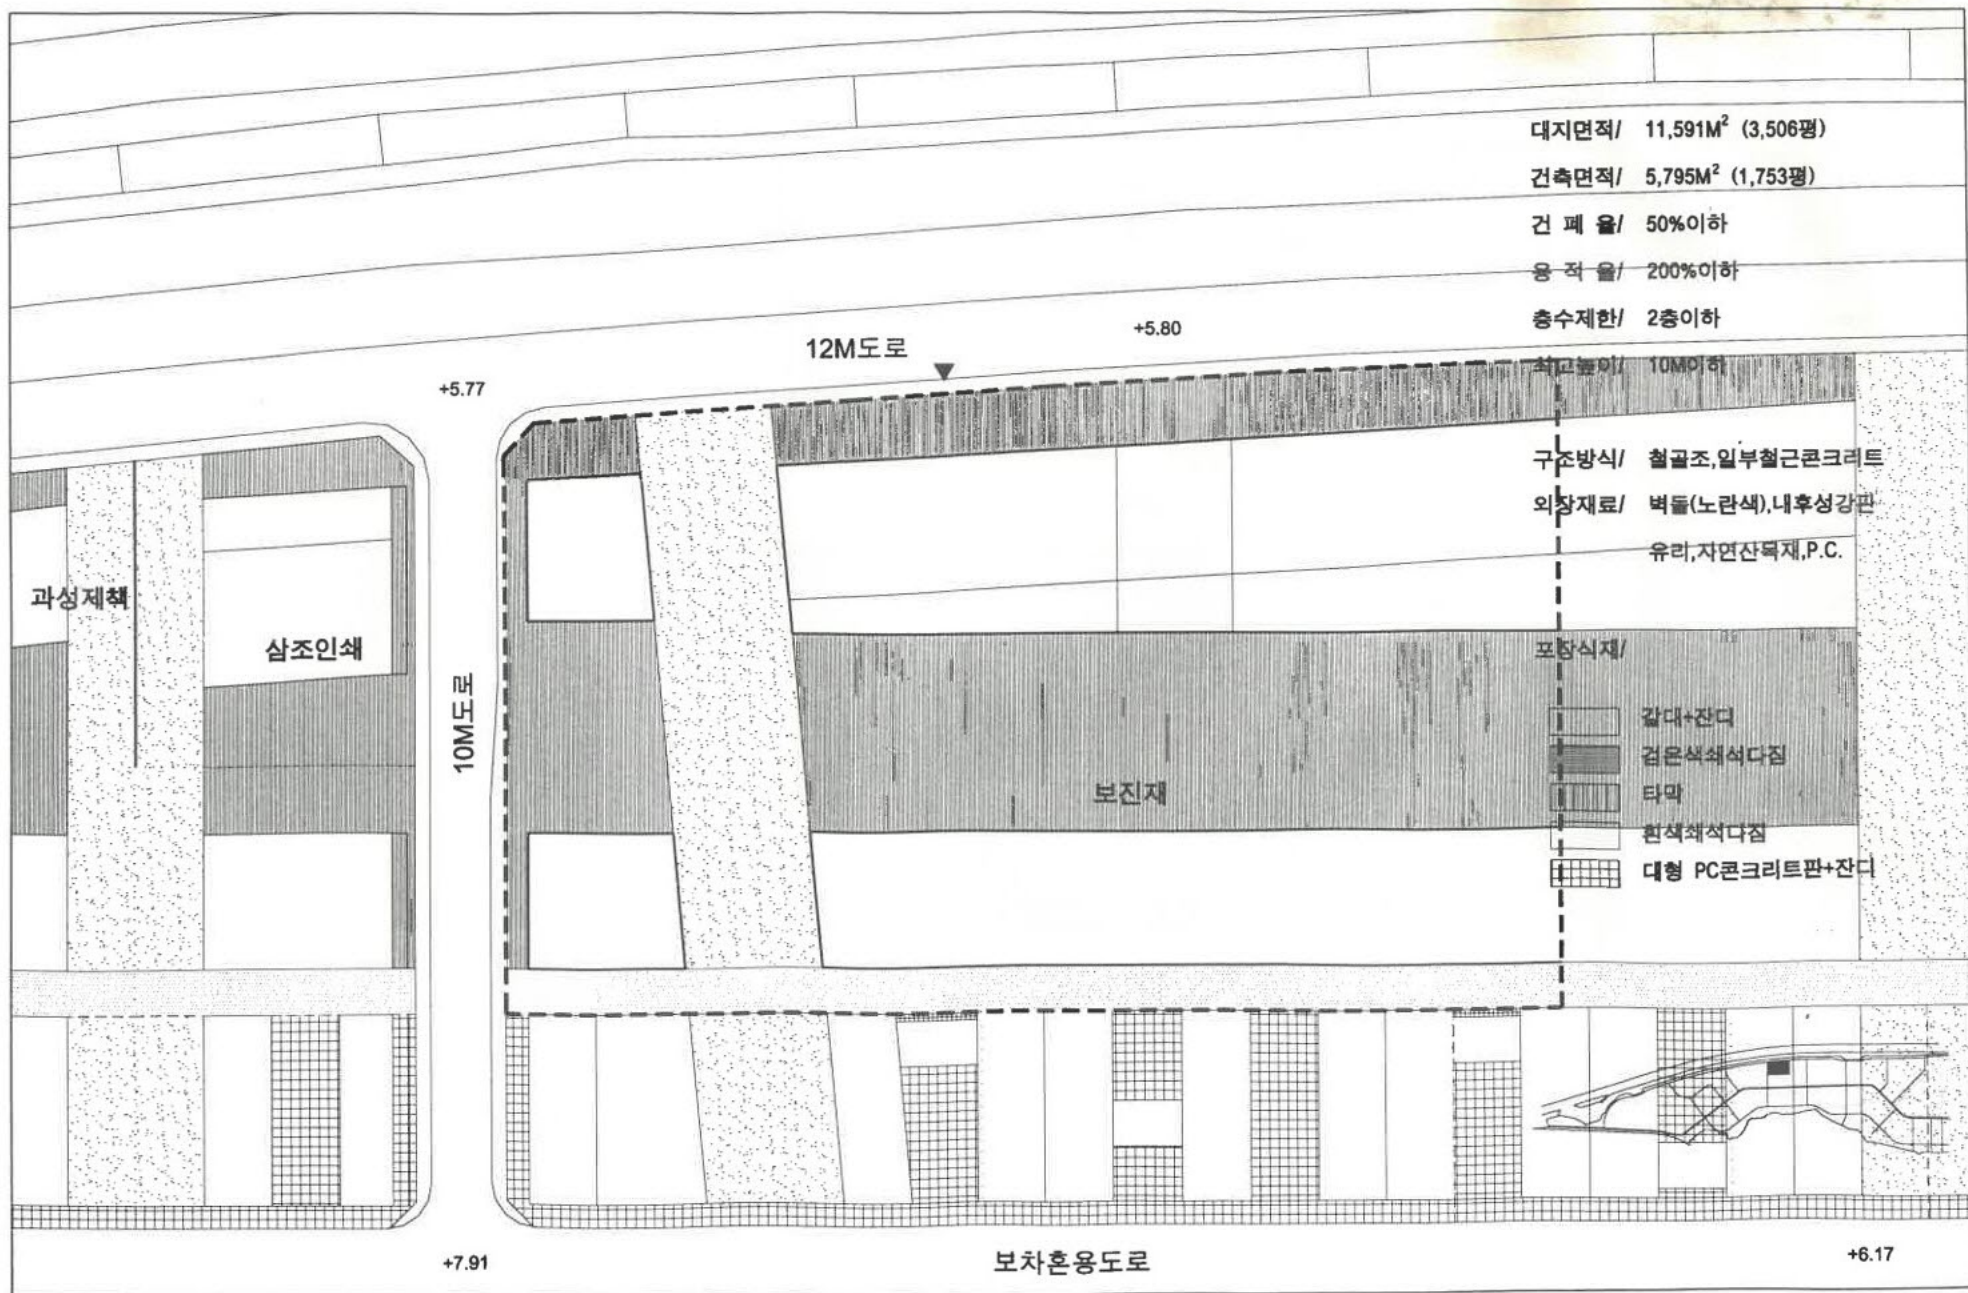 대지면적/ 11,591M² (3,506평)
건축면적/ 5,795M² (1,753평)
건 폐 율/ 50%이하
용 적 율/ 200%이하
층수제한/ 2층이하
최고높이/ 10M이하
+5.80
12M도로
+5.77
구조방식/ 철골조,일부철근콘크리트
외장재료/ 벽돌(노란색),내후성강판
유리,자연산목재,P.C.
과성제책
삼조인쇄
10M도로
보진재
포장식재/
갈대+잔디
검은색쇄석다짐
타막
흰색쇄석다짐
대형 PC콘크리트판+잔디
+7.91
보차혼용도로
+6.17